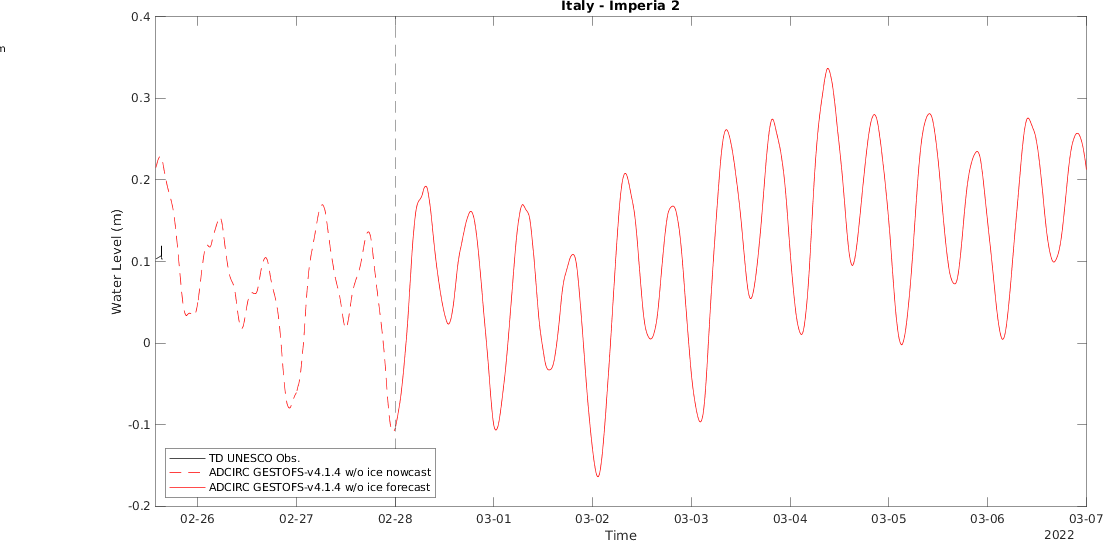 Italy - Imperia 2
m
0.4
0.3
0.2
0.1
0
-0.1
-0.2
Water Level (m)
TD UNESCO Obs.
ADCIRC GESTOFS-v4.1.4 w/o ice nowcast
ADCIRC GESTOFS-v4.1.4 w/o ice forecast
02-26 02-27 02-28 03-01 03-02 03-03 03-04 03-05 03-06 03-07
Time
2022